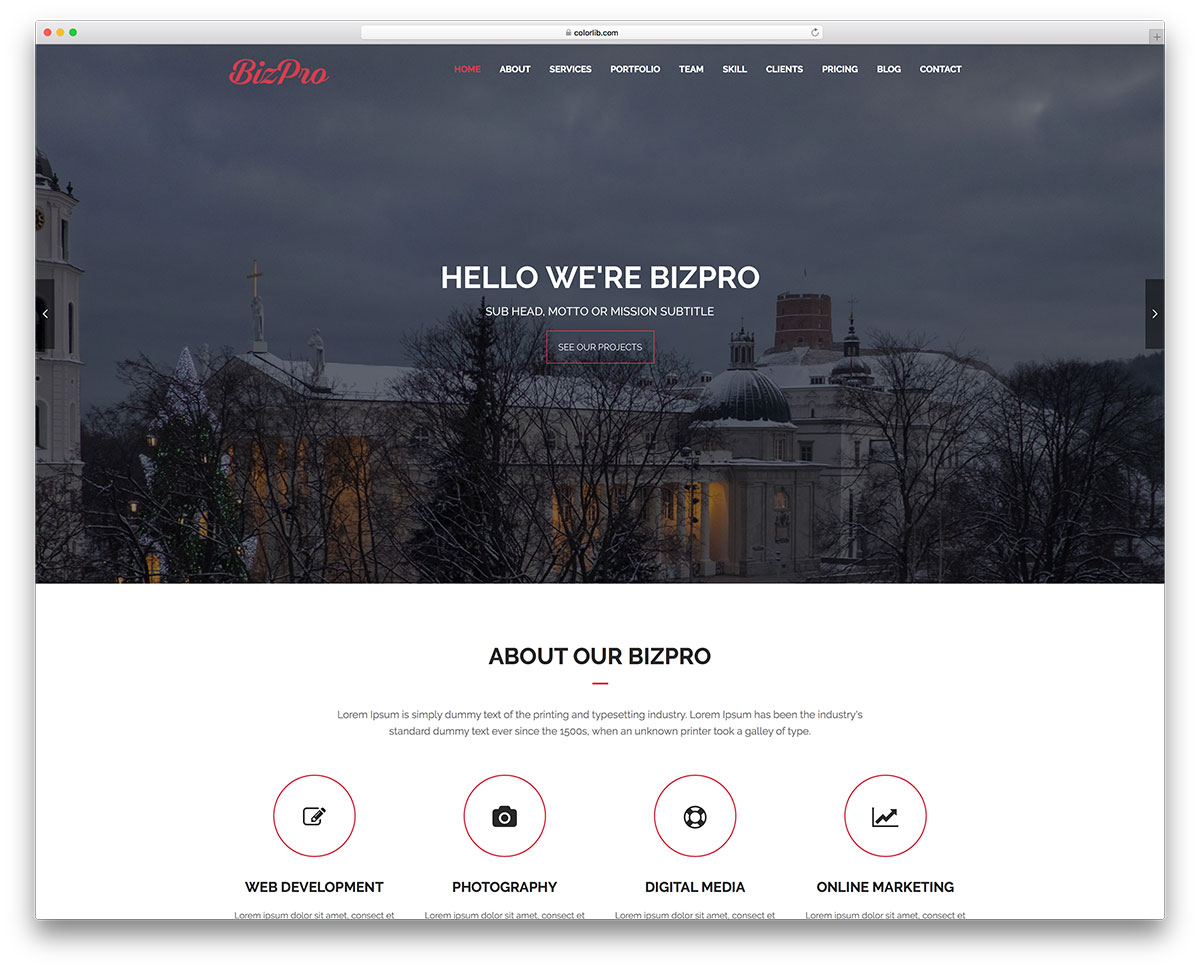 colorlib.com
BizPro
HOME ABOUT SERVICES PORTFOLIO TEAM SKILL CLIENTS PRICING BLOG CONTACT
HELLO WE'RE BIZPRO
SUB HEAD, MOTTO OR MISSION SUBTITLE
SEE OUR PROJECTS
ABOUT OUR BIZPRO
Lorem Ipsum is simply dummy text of the printing and typesetting industry. Lorem Ipsum has been the industry's
standard dummy text ever since the 1500s, when an unknown printer took a galley of type.
WEB DEVELOPMENT PHOTOGRAPHY DIGITAL MEDIA ONLINE MARKETING
Lorem ipsum dolor sit amet, consect et Lorem ipsum dolor sit amet, consect et Lorem ipsum dolor sit amet, consect et Lorem ipsum dolor sit amet, consect et